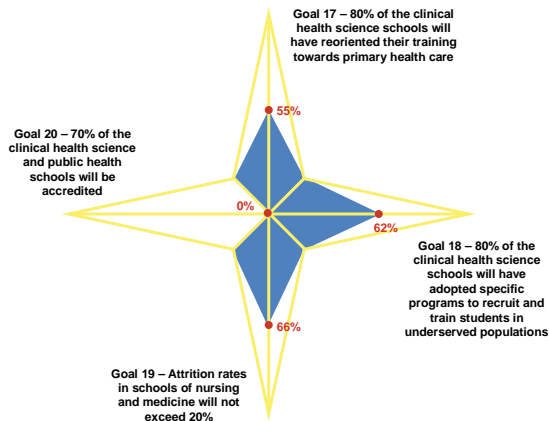 Goal 17 – 80% of the clinical
health science schools will
have reoriented their training
towards primary health care
55%
Goal 20 – 70% of the
clinical health science
and public health
schools will be
accredited
0%
62%
Goal 18 – 80% of the
clinical health science
schools will have
adopted specific
programs to recruit and
train students in
underserved populations
66%
Goal 19 – Attrition rates
in schools of nursing
and medicine will not
exceed 20%